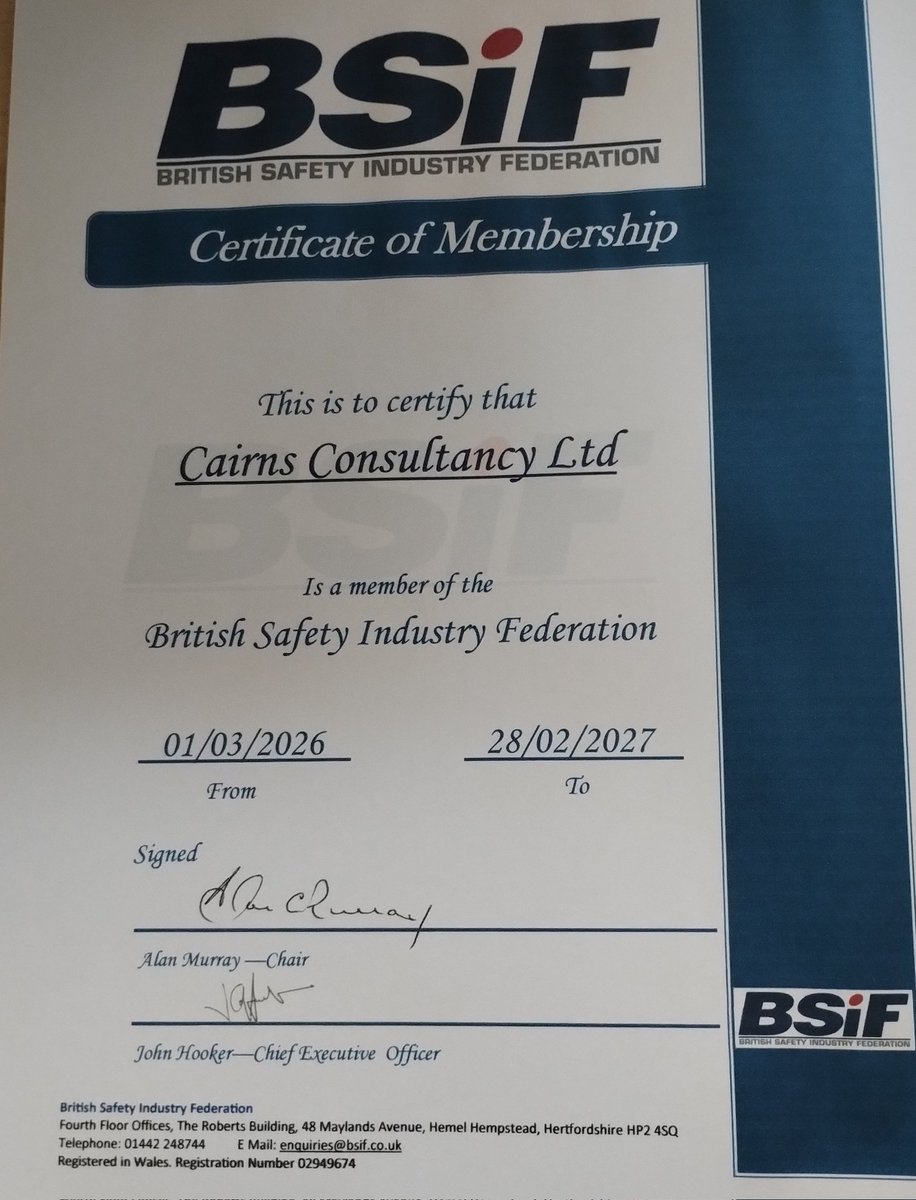 BSiF
BRITISH SAFETY INDUSTRY FEDERATION
Certificate of Membership
This is to certify that
Cairns Consultancy Ltd
BSiF
Is a member of the
British Safety Industry Federation
01/03/2026 28/02/2027
From To
Signed
Alan Murray—Chair
John Hooker—Chief Executive Officer
BSiF
BRITISH SAFETY INDUSTRY FEDERATION
British Safety Industry Federation
Fourth Floor Offices, The Roberts Building, 48 Maylands Avenue, Hemel Hempstead, Hertfordshire HP2 4SQ
Telephone: 01442 248744 E Mail: enquiries@bsif.co.uk
Registered in Wales. Registration Number 02949674